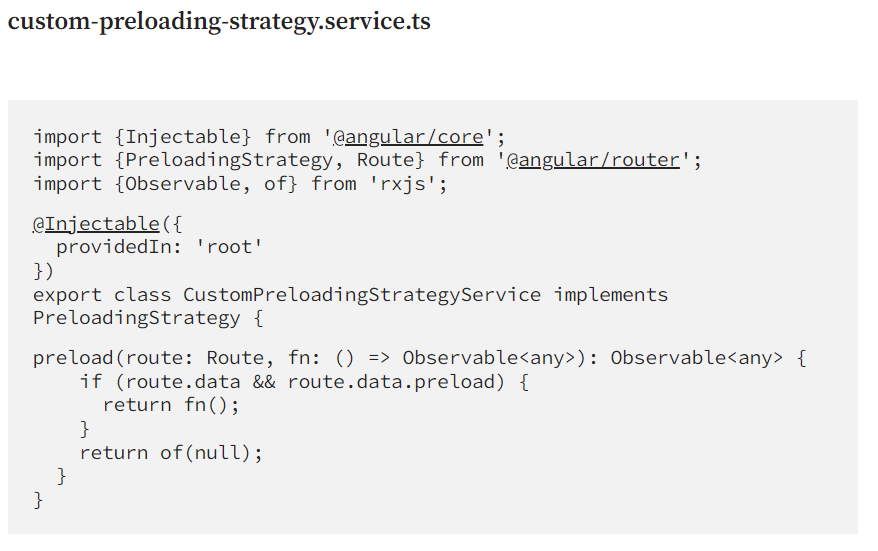 custom-preloading-strategy.service.ts
import {Injectable} from '@angular/core';
import {PreloadingStrategy, Route} from '@angular/router';
import {Observable, of} from 'rxjs';
@Injectable({
  providedIn: 'root'
})
export class CustomPreloadingStrategyService implements
PreloadingStrategy {
preload(route: Route, fn: () => Observable<any>): Observable<any> {
    if (route.data && route.data.preload) {
      return fn();
    }
    return of(null);
  }
}